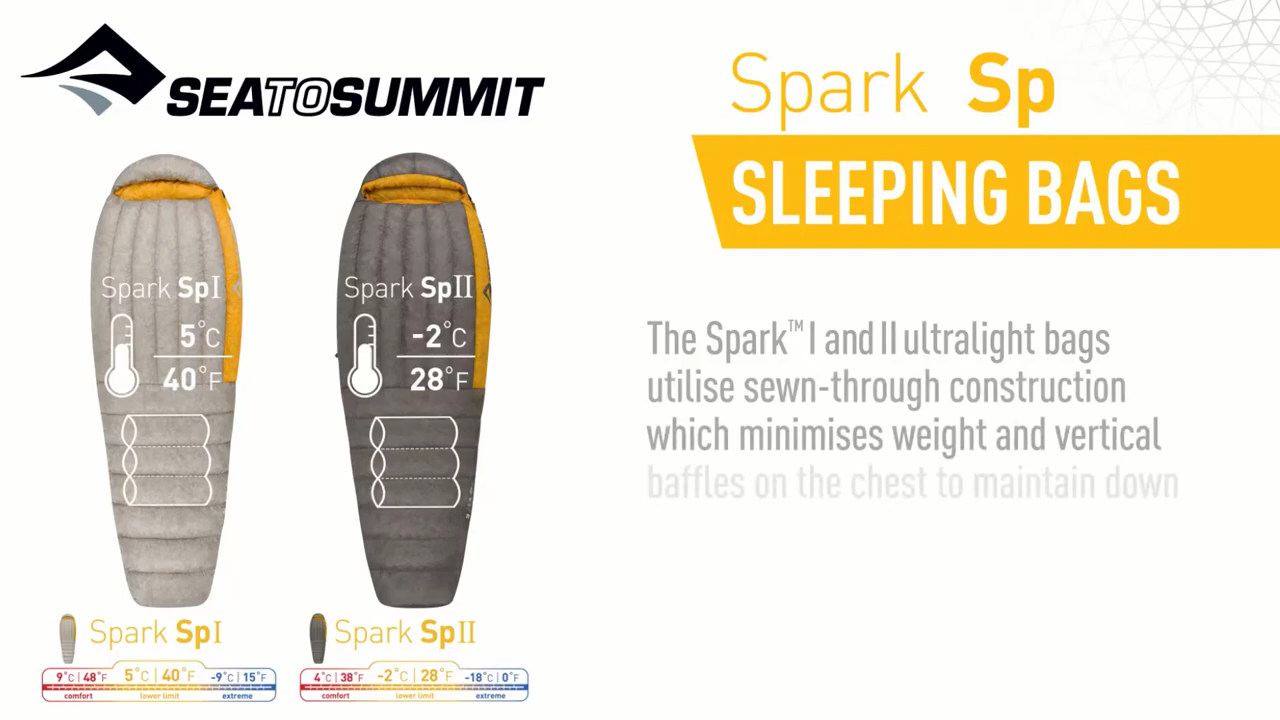 SEATOSUMMIT
Spark Sp
SLEEPING BAGS
Spark SpI
5°C
40°F
Spark SpII
-2°C
28°F
The Spark™ I and II ultralight bags
utilise sewn-through construction
which minimises weight and vertical
baffles on the chest to maintain down
Spark SpI
9°C|48°F 5°C|40°F -9°C|15°F
comfort lower limit extreme
Spark SpII
4°C|38°F -2°C|28°F -18°C|0°F
comfort lower limit extreme